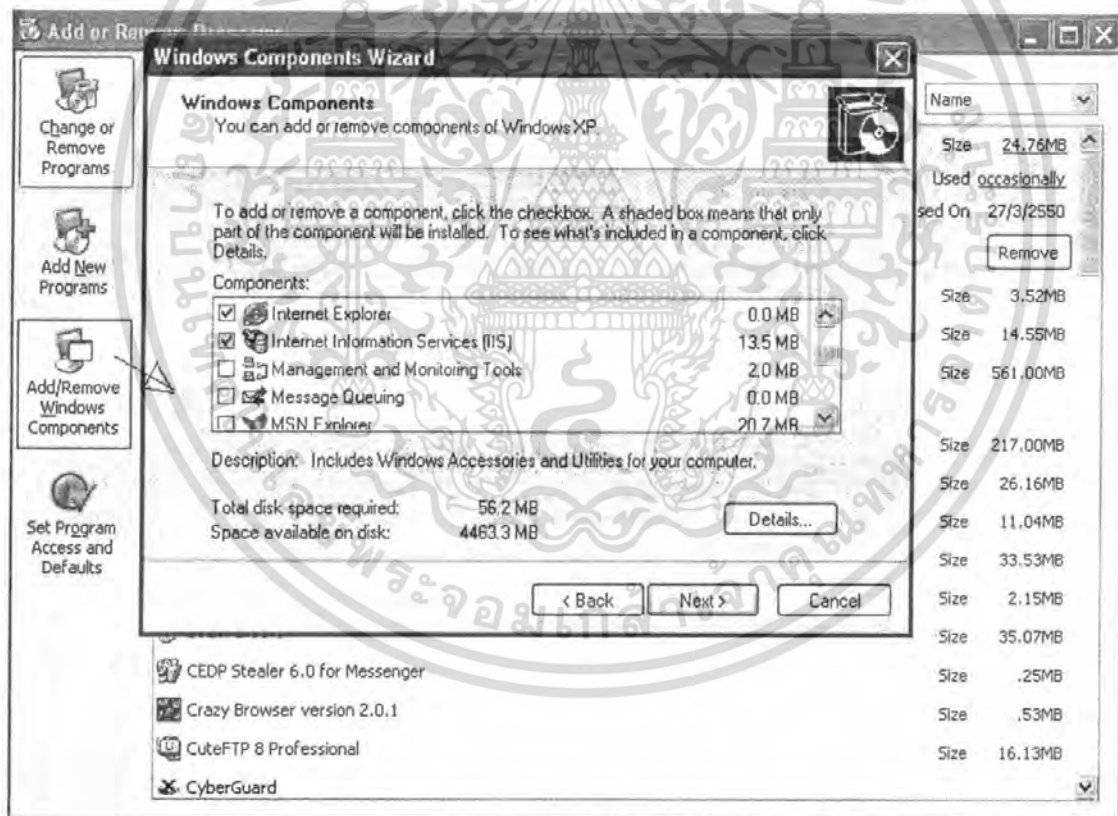 Add or Remove Programs
Change or
Remove
Programs
Add New
Programs
Add/Remove
Windows
Components
Set Program
Access and
Defaults
Windows Components Wizard
Windows Components
You can add or remove components of Windows XP.
To add or remove a component, click the checkbox. A shaded box means that only
part of the component will be installed. To see what's included in a component, click
Details.
Components:
Internet Explorer 0.0 MB
Internet Information Services (IIS) 13.5 MB
Management and Monitoring Tools 2.0 MB
Message Queuing 0.0 MB
MSN Explorer 20.7 MB
Description: Includes Windows Accessories and Utilities for your computer.
Total disk space required: 56.2 MB
Space available on disk: 4463.3 MB
Details...
< Back
Next >
Cancel
Name
Size 24.76MB
Used occasionally
sed On 27/3/2550
Remove
Size 3.52MB
Size 14.55MB
Size 561.00MB
Size 217.00MB
Size 26.16MB
Size 11.04MB
Size 33.53MB
Size 2.15MB
Size 35.07MB
CEDP Stealer 6.0 for Messenger Size .25MB
Crazy Browser version 2.0.1 Size .53MB
CuteFTP 8 Professional Size 16.13MB
CyberGuard